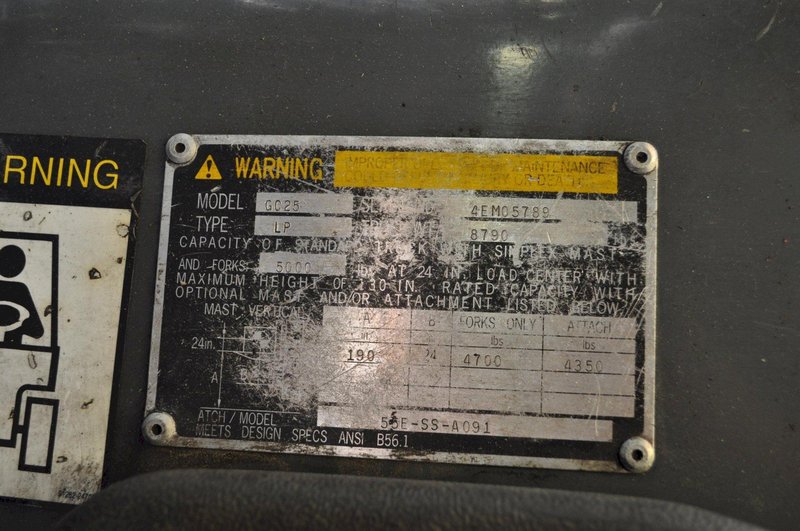 RNING
WARNING
MAINTENANCE
MODEL GC25 4EM05789
TYPE LP 8790
CAPACITY OF STANDARD TRUCK WITH SIMPLEX MAST
AND FORKS 5000 lbs AT 24 IN. LOAD CENTER WITH
MAXIMUM HEIGHT OF 130 IN. RATED CAPACITY WITH
OPTIONAL MAST AND/OR ATTACHMENT LISTED BELOW.
MAST VERTICAL A B FORKS ONLY ATTACH
24in. lbs lbs
190 24 4700 4350
A
ATCH / MODEL 55E-SS-A091
MEETS DESIGN SPECS ANSI B56.1